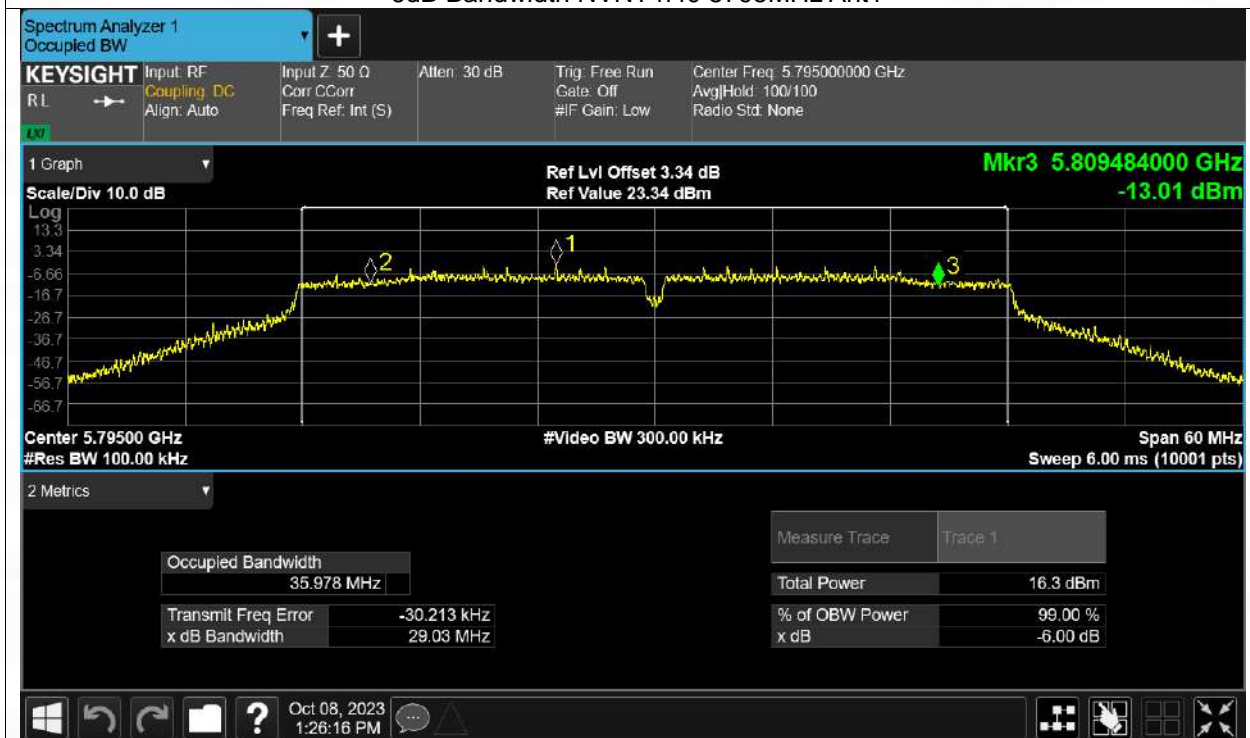 Spectrum Analyzer 1
Occupied BW
+
KEYSIGHT Input: RF Input Z: 50 Ω Atten: 30 dB Trig: Free Run Center Freq: 5.795000000 GHz
RL Coupling: DC Corr CCorr Gate: Off Avg|Hold: 100/100
Align: Auto Freq Ref: Int (S) #IF Gain: Low Radio Std: None
LXI
1 Graph Ref Lvl Offset 3.34 dB Mkr3 5.809484000 GHz
Scale/Div 10.0 dB Ref Value 23.34 dBm -13.01 dBm
Log
13.3
3.34
-6.66
-16.7
-26.7
-36.7
-46.7
-56.7
-66.7
2 1 3
Center 5.79500 GHz #Video BW 300.00 kHz Span 60 MHz
#Res BW 100.00 kHz Sweep 6.00 ms (10001 pts)
2 Metrics
Measure Trace Trace 1
Occupied Bandwidth
35.978 MHz Total Power 16.3 dBm
Transmit Freq Error -30.213 kHz % of OBW Power 99.00 %
x dB Bandwidth 29.03 MHz x dB -6.00 dB
? Oct 08, 2023
1:26:16 PM